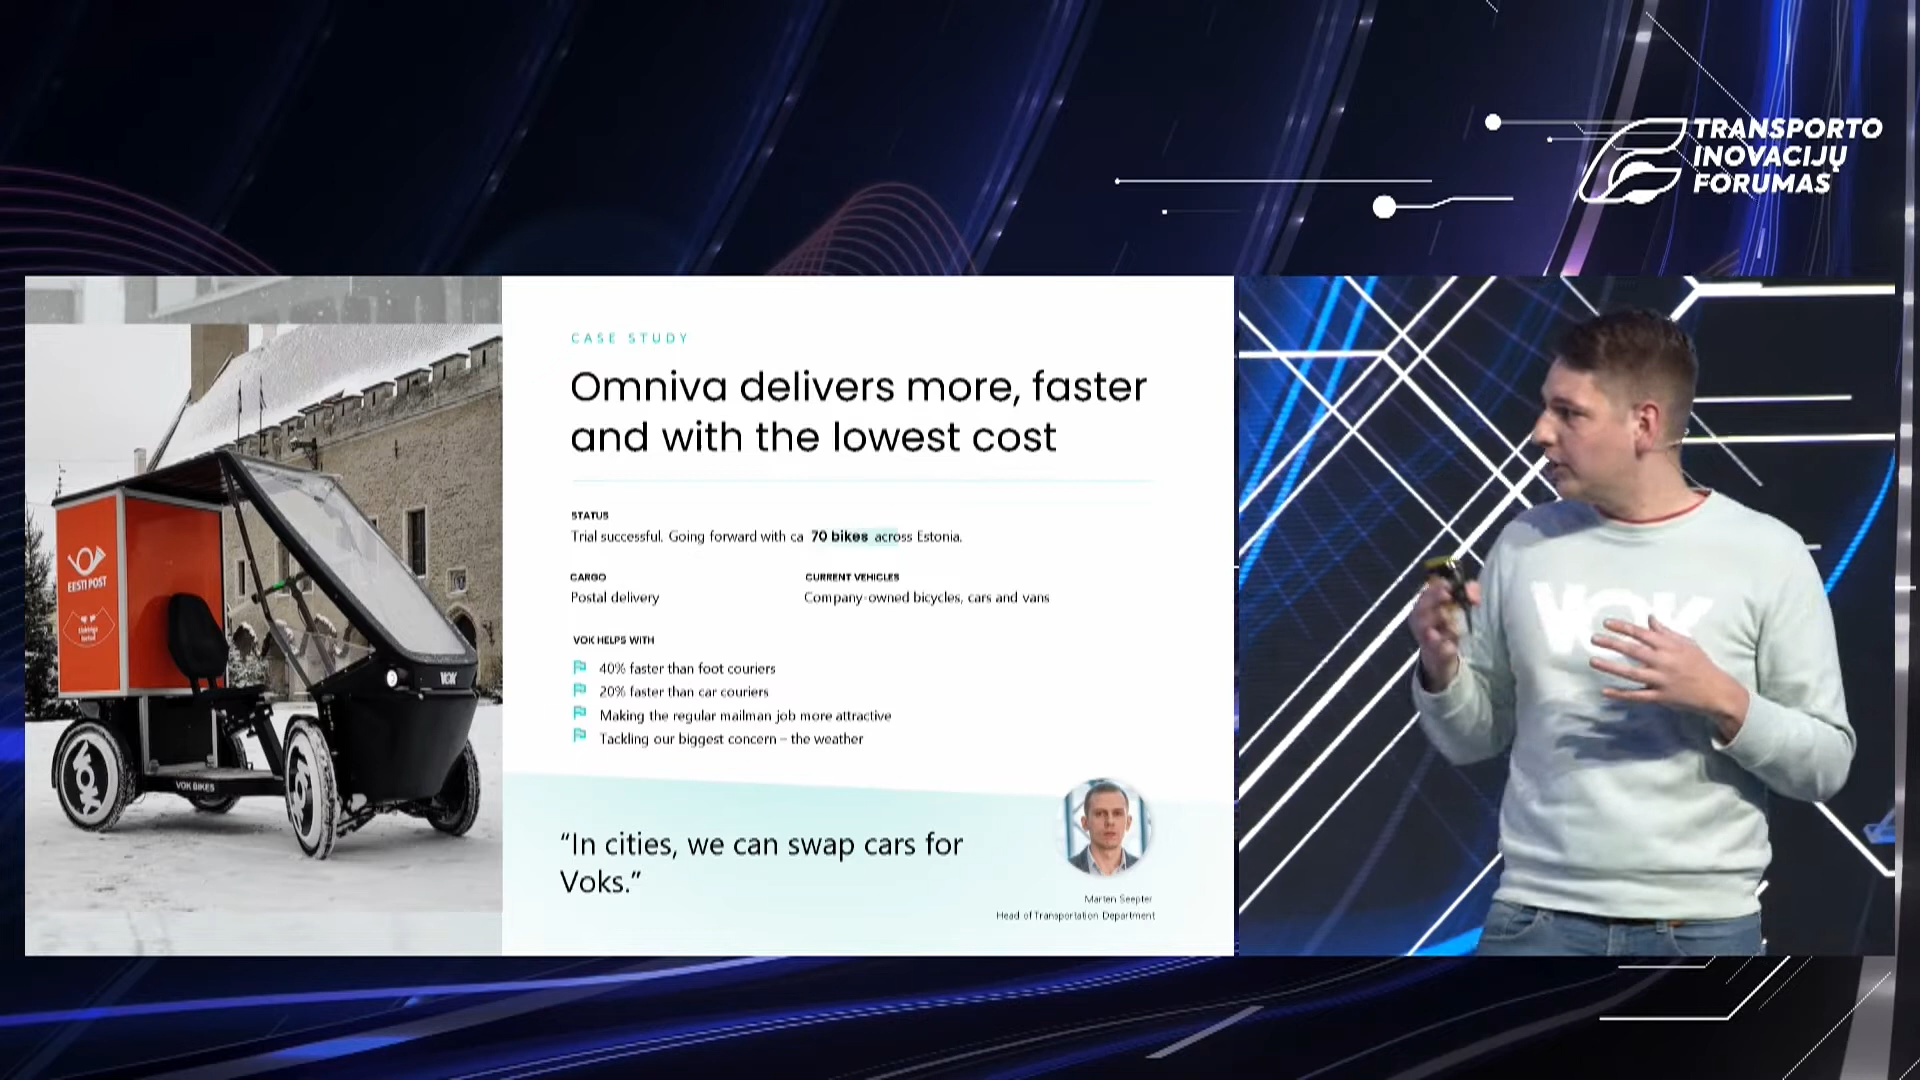 TRANSPORTO
INOVACIJŲ
FORUMAS
CASE STUDY
Omniva delivers more, faster
and with the lowest cost
STATUS
Trial successful. Going forward with ca 70 bikes across Estonia.
CARGO
Postal delivery
CURRENT VEHICLES
Company-owned bicycles, cars and vans
VOK HELPS WITH
40% faster than foot couriers
20% faster than car couriers
Making the regular mailman job more attractive
Tackling our biggest concern – the weather
“In cities, we can swap cars for
Voks.”
Marten Seepter
Head of Transportation Department
EESTI POST
VOK
VOK BIKES
VOK
VOK
VOK